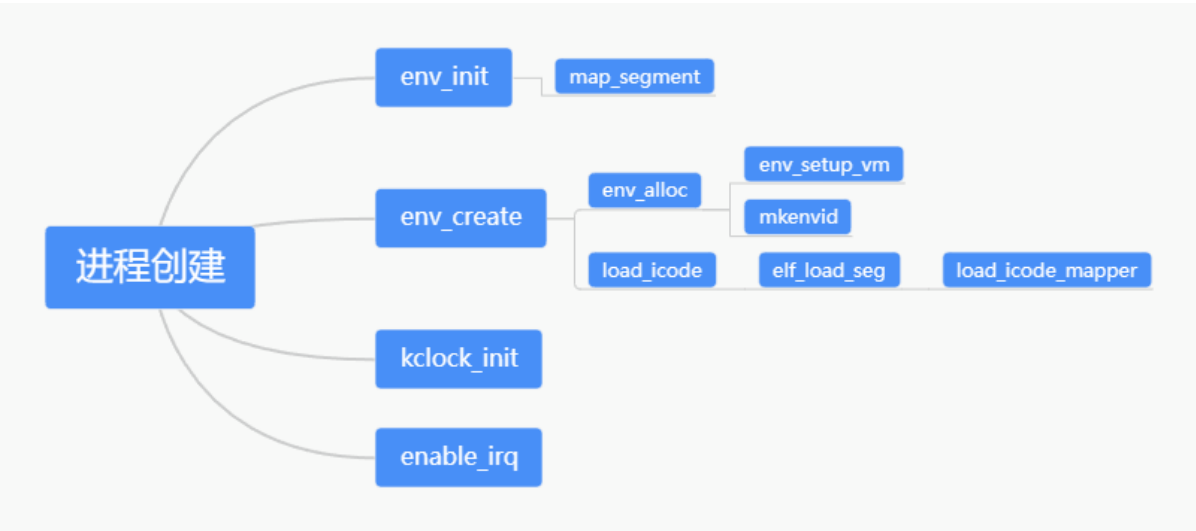 进程创建
env_init
map_segment
env_create
env_alloc
env_setup_vm
mkenvid
load_icode
elf_load_seg
load_icode_mapper
kclock_init
enable_irq